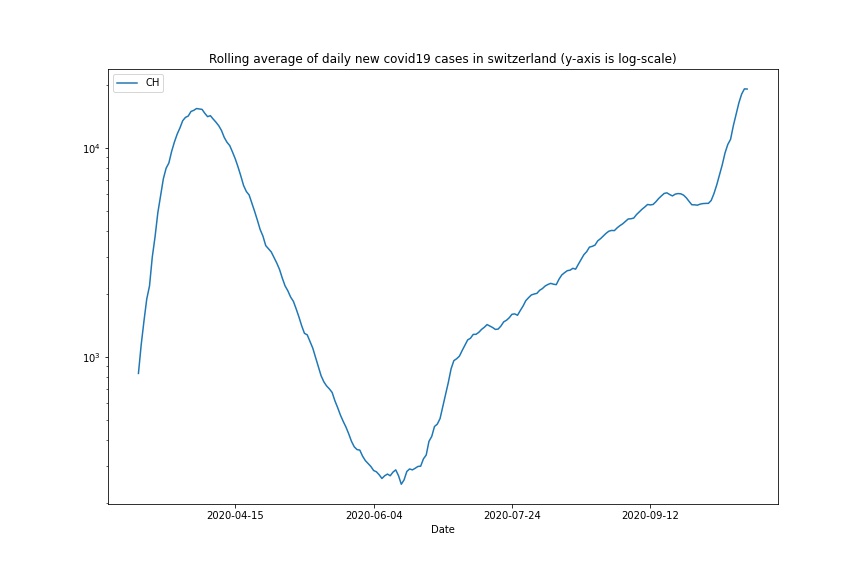 Rolling average of daily new covid19 cases in switzerland (y-axis is log-scale)
CH
10⁴
10³
2020-04-15
2020-06-04
2020-07-24
2020-09-12
Date